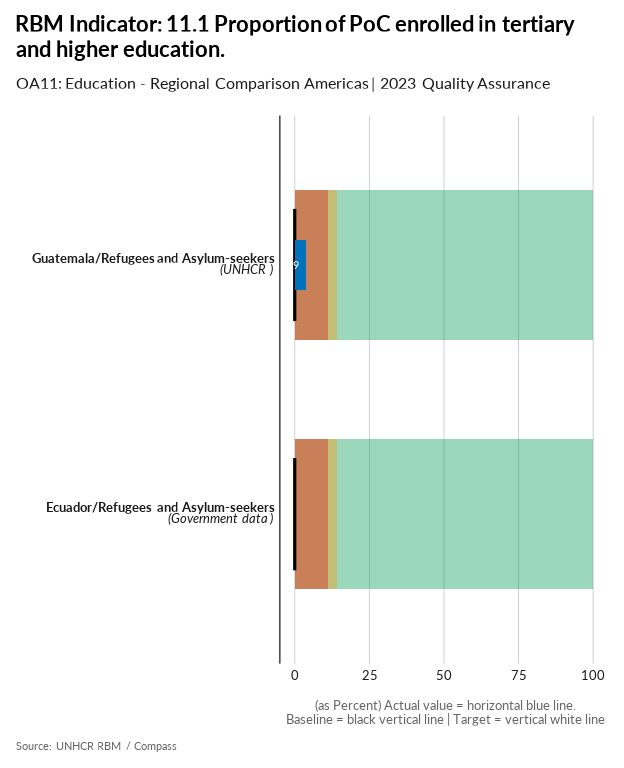 RBM Indicator: 11.1 Proportion of PoC enrolled in tertiary
and higher education.
OA11: Education - Regional Comparison Americas | 2023 Quality Assurance
Guatemala/Refugees and Asylum-seekers
(UNHCR )
9
Ecuador/Refugees and Asylum-seekers
(Government data )
0 25 50 75 100
(as Percent) Actual value = horizontal blue line.
Baseline = black vertical line | Target = vertical white line
Source: UNHCR RBM / Compass